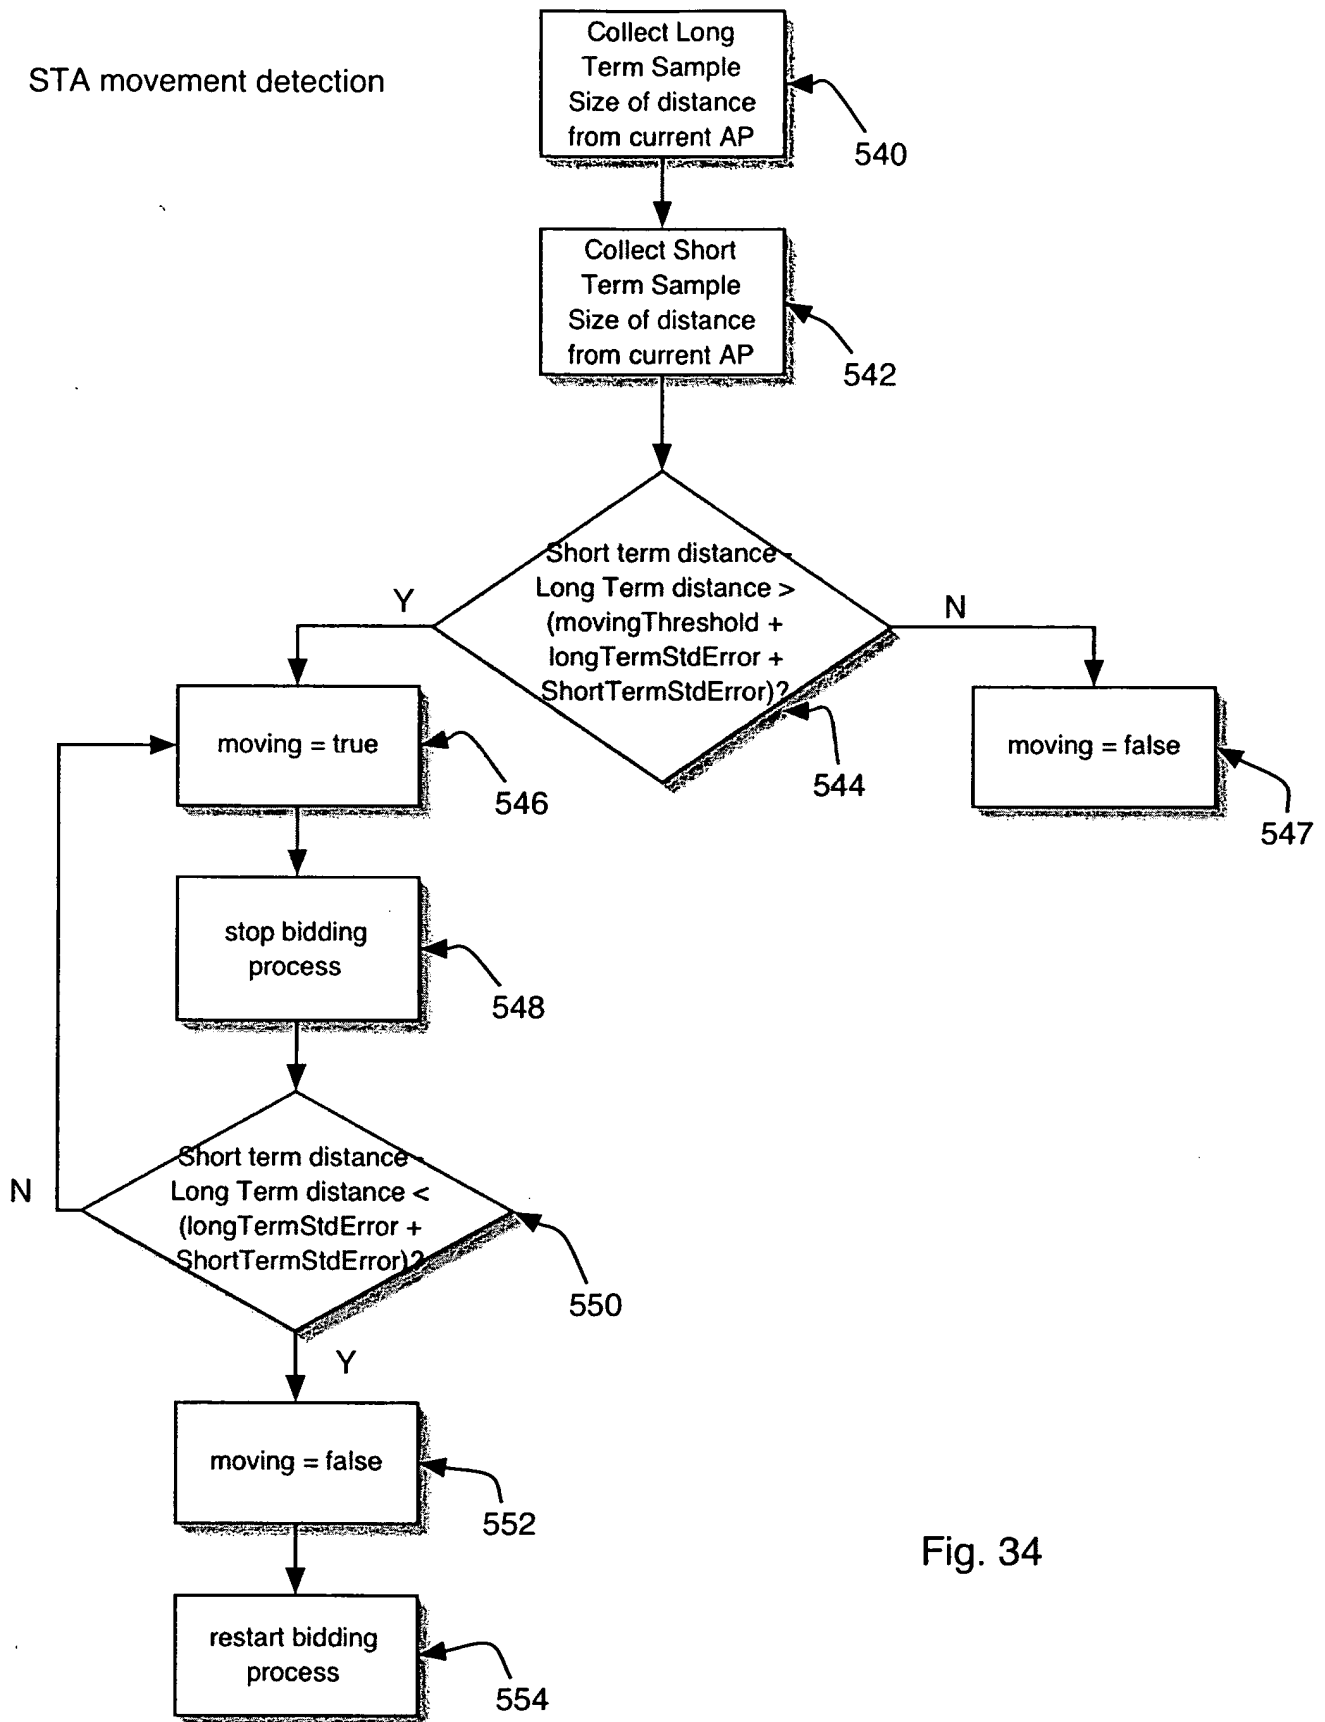 STA movement detection
Collect Long
Term Sample
Size of distance
from current AP
540
Collect Short
Term Sample
Size of distance
from current AP
542
Short term distance -
Long Term distance >
(movingThreshold +
longTermStdError +
ShortTermStdError)?
Y
N
544
moving = true
546
moving = false
547
stop bidding
process
548
Short term distance -
Long Term distance <
(longTermStdError +
ShortTermStdError)?
N
550
Y
moving = false
552
restart bidding
process
554
Fig. 34